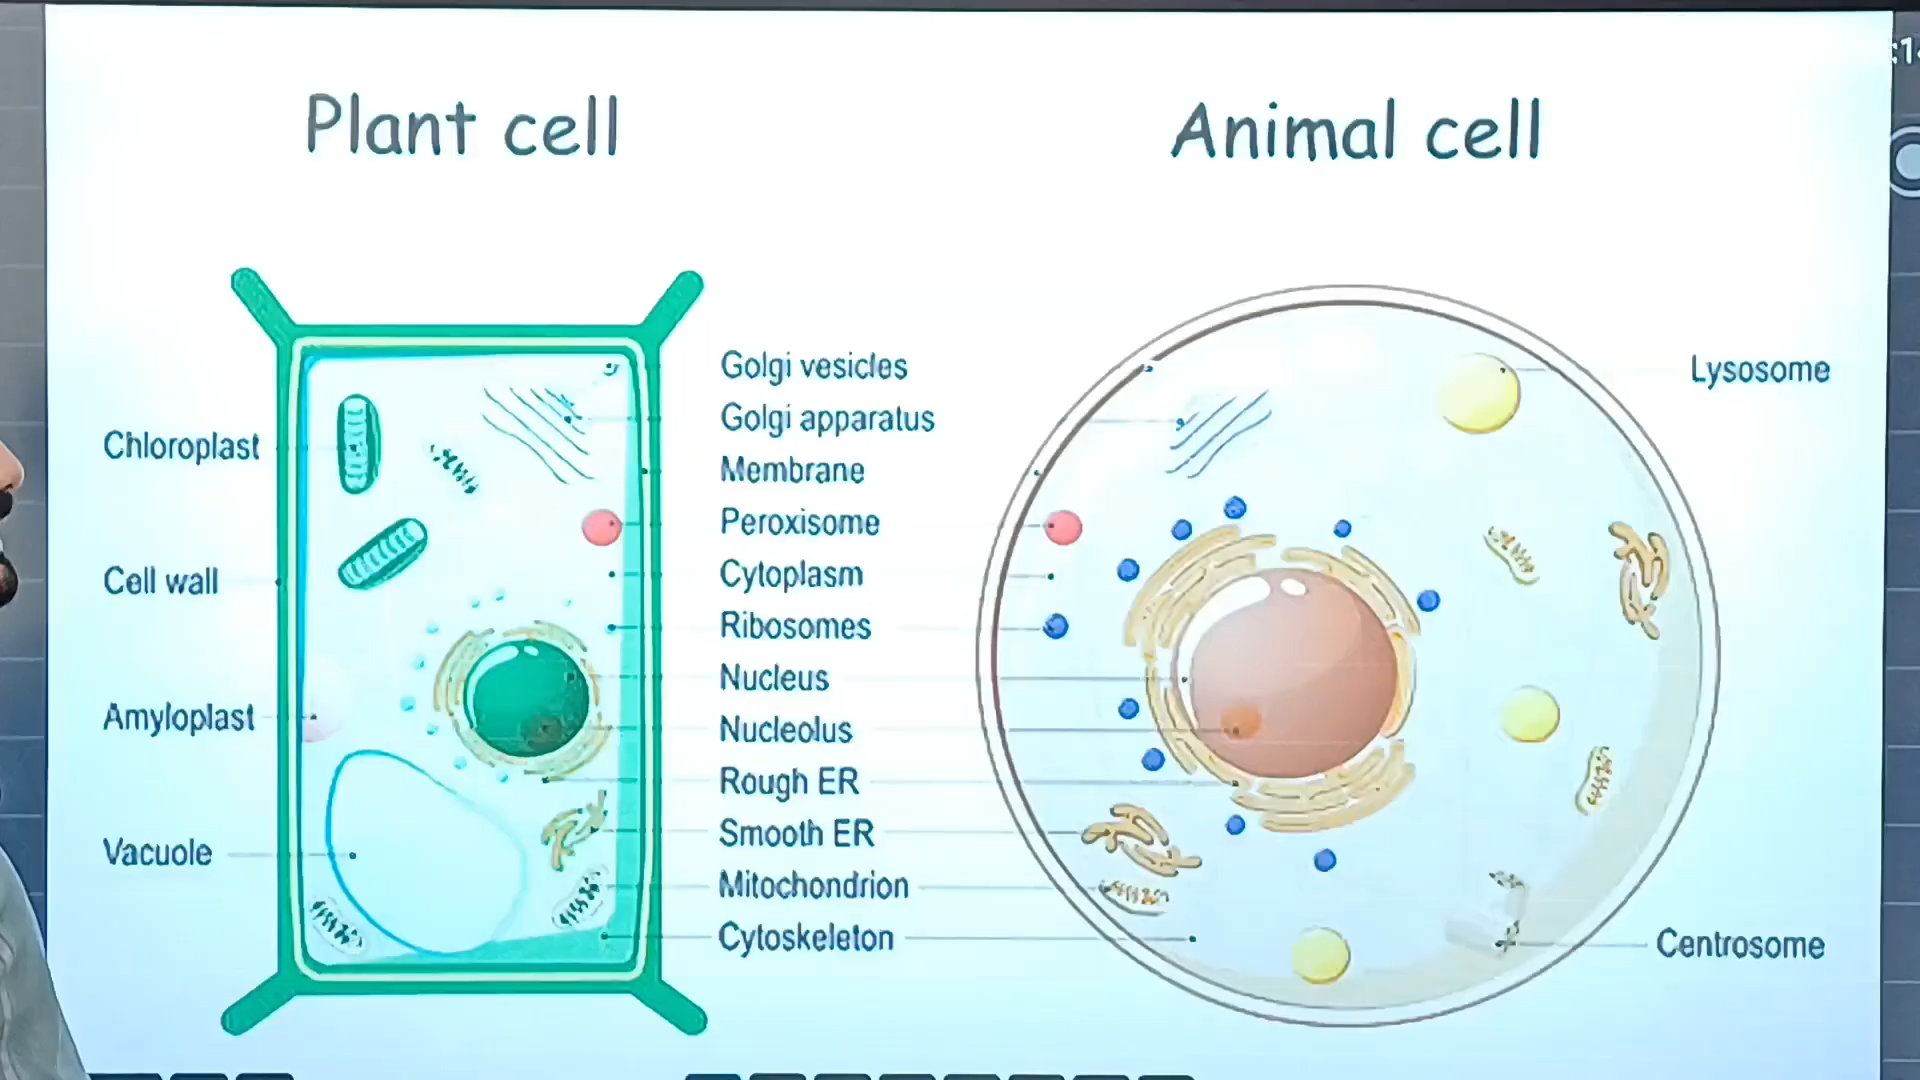 Plant cell
Animal cell
Chloroplast
Cell wall
Amyloplast
Vacuole
Golgi vesicles
Golgi apparatus
Membrane
Peroxisome
Cytoplasm
Ribosomes
Nucleus
Nucleolus
Rough ER
Smooth ER
Mitochondrion
Cytoskeleton
Lysosome
Centrosome